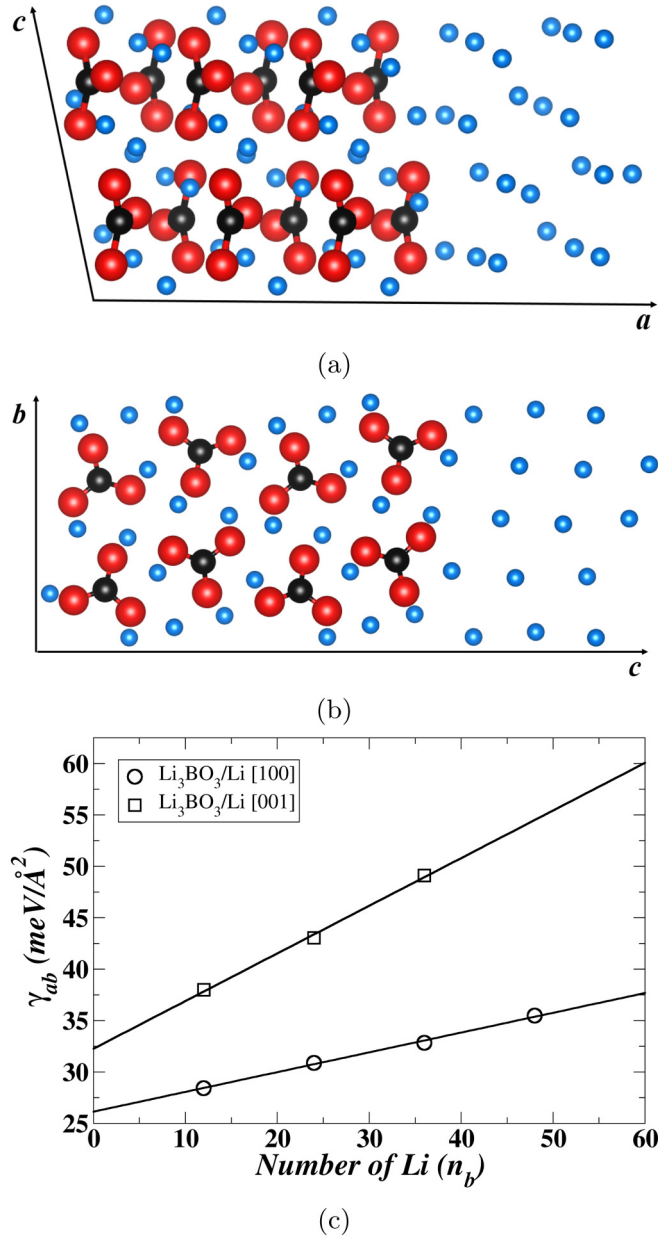 c
a
(a)
b
c
(b)
Li₃BO₃/Li [100]
Li₃BO₃/Li [001]
60
55
50
45
40
35
30
25
γab (meV/Å²)
0 10 20 30 40 50 60
Number of Li (nb)
(c)